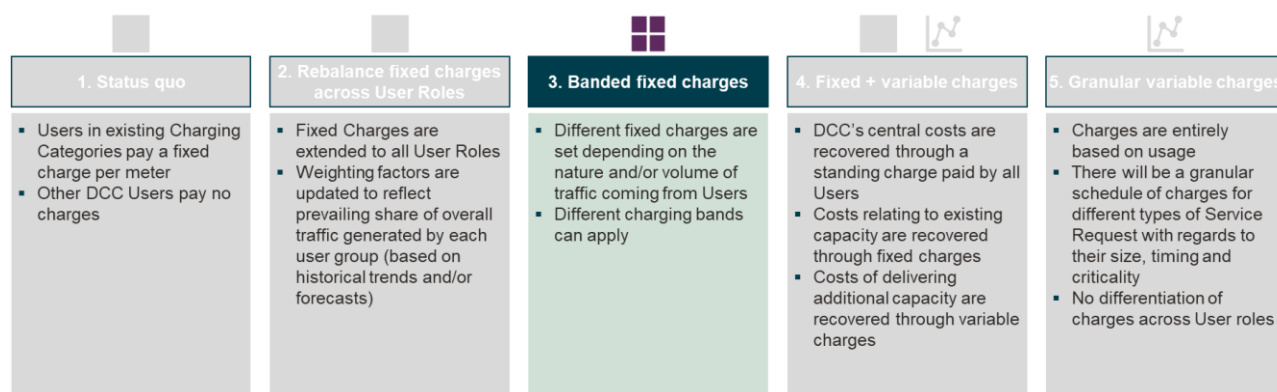 1. Status quo
▪ Users in existing Charging
Categories pay a fixed
charge per meter
▪ Other DCC Users pay no
charges
2. Rebalance fixed charges
across User Roles
▪ Fixed Charges are
extended to all User Roles
▪ Weighting factors are
updated to reflect
prevailing share of overall
traffic generated by each
user group (based on
historical trends and/or
forecasts)
3. Banded fixed charges
▪ Different fixed charges are
set depending on the
nature and/or volume of
traffic coming from Users
▪ Different charging bands
can apply
4. Fixed + variable charges
▪ DCC's central costs are
recovered through a
standing charge paid by all
Users
▪ Costs relating to existing
capacity are recovered
through fixed charges
▪ Costs of delivering
additional capacity are
recovered through variable
charges
5. Granular variable charges
▪ Charges are entirely
based on usage
▪ There will be a granular
schedule of charges for
different types of Service
Request with regards to
their size, timing and
criticality
▪ No differentiation of
charges across User roles